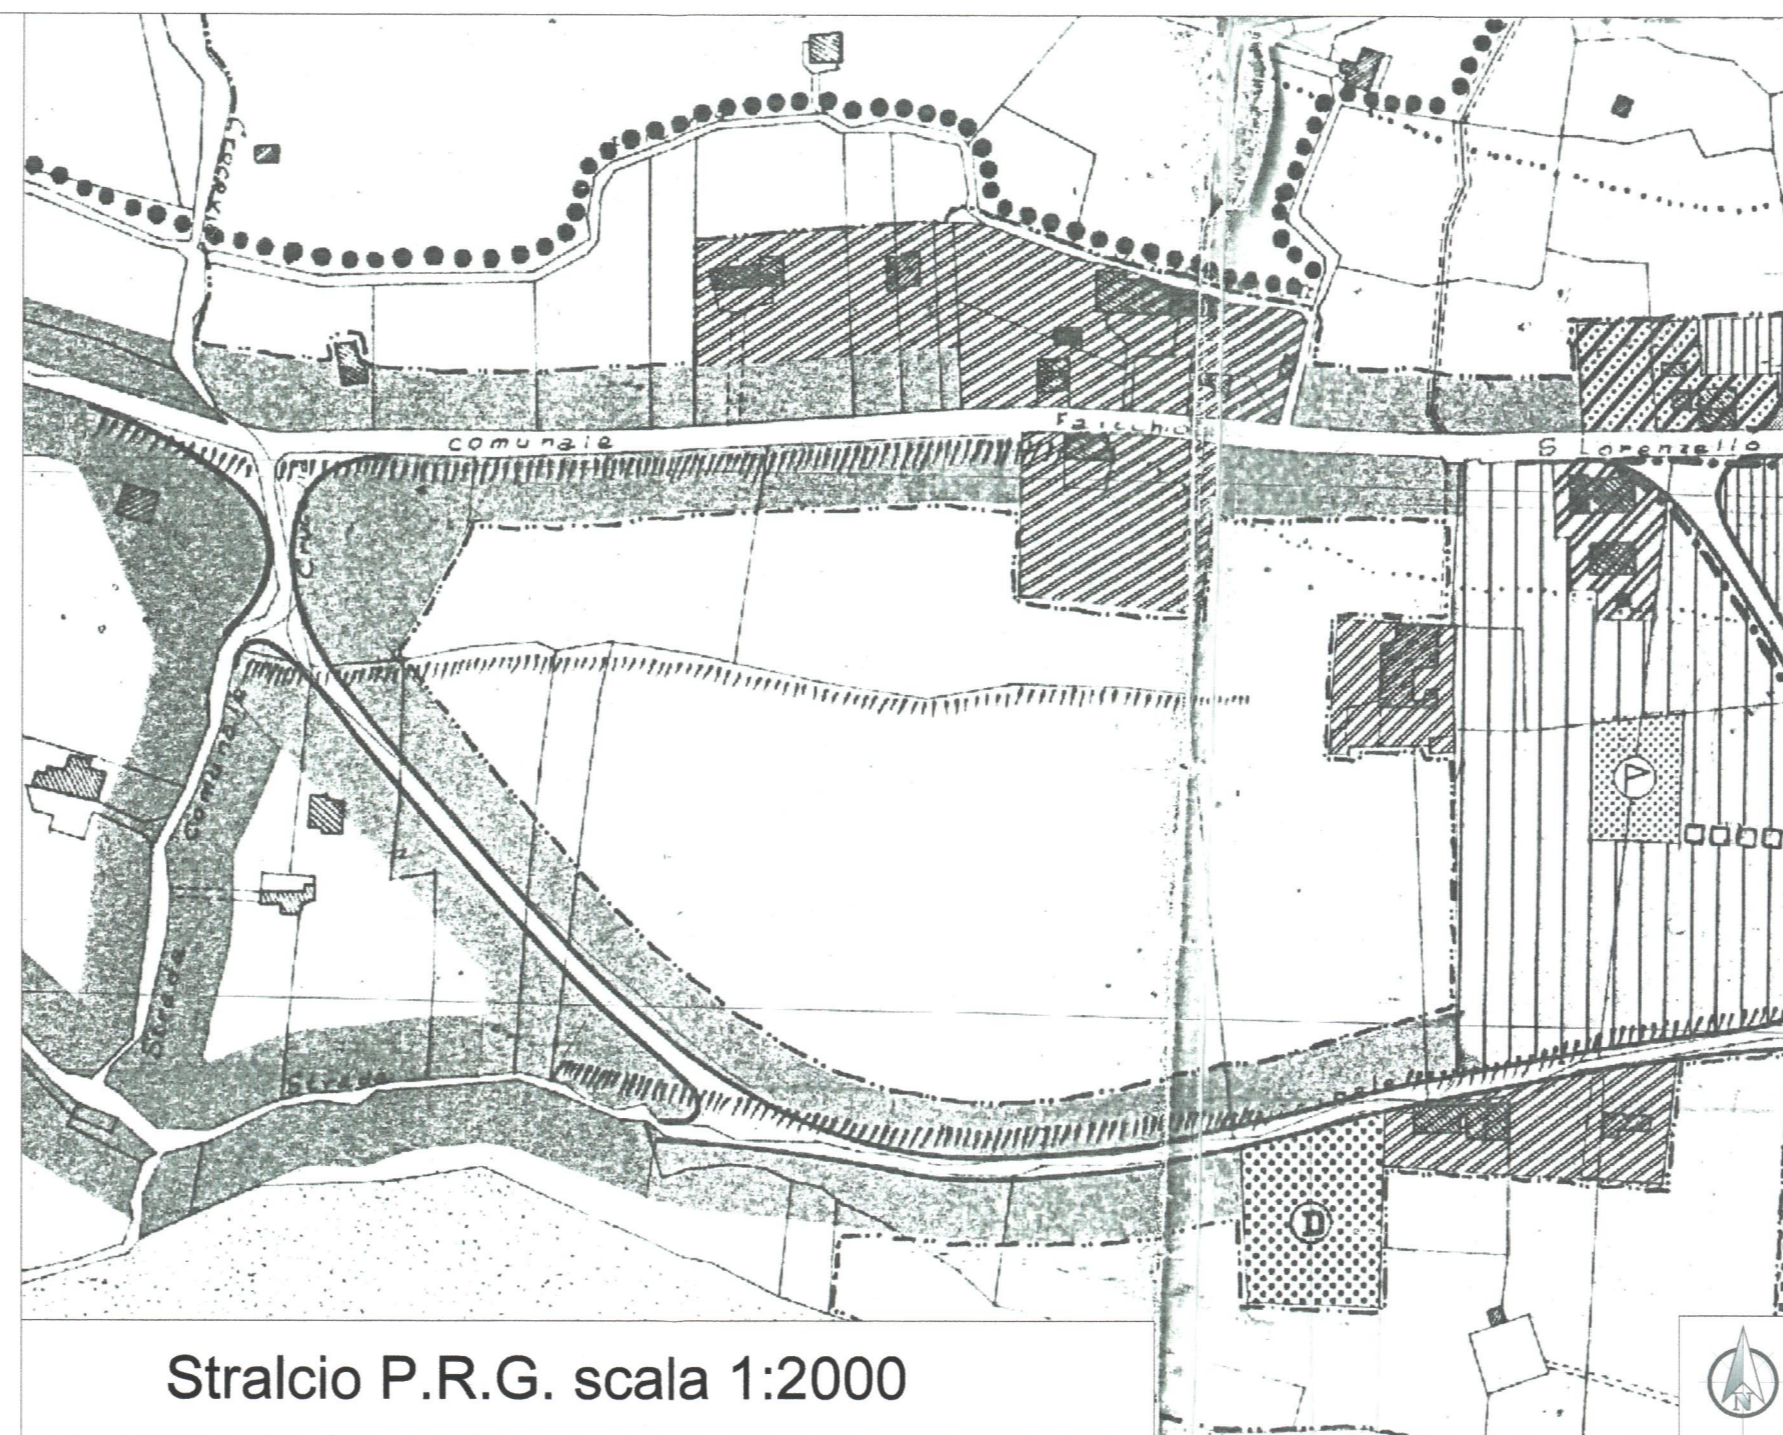 comunale
Faicchio
S Lorenzello
Strada
comunale
Strada
P
D
Stralcio P.R.G. scala 1:2000
N